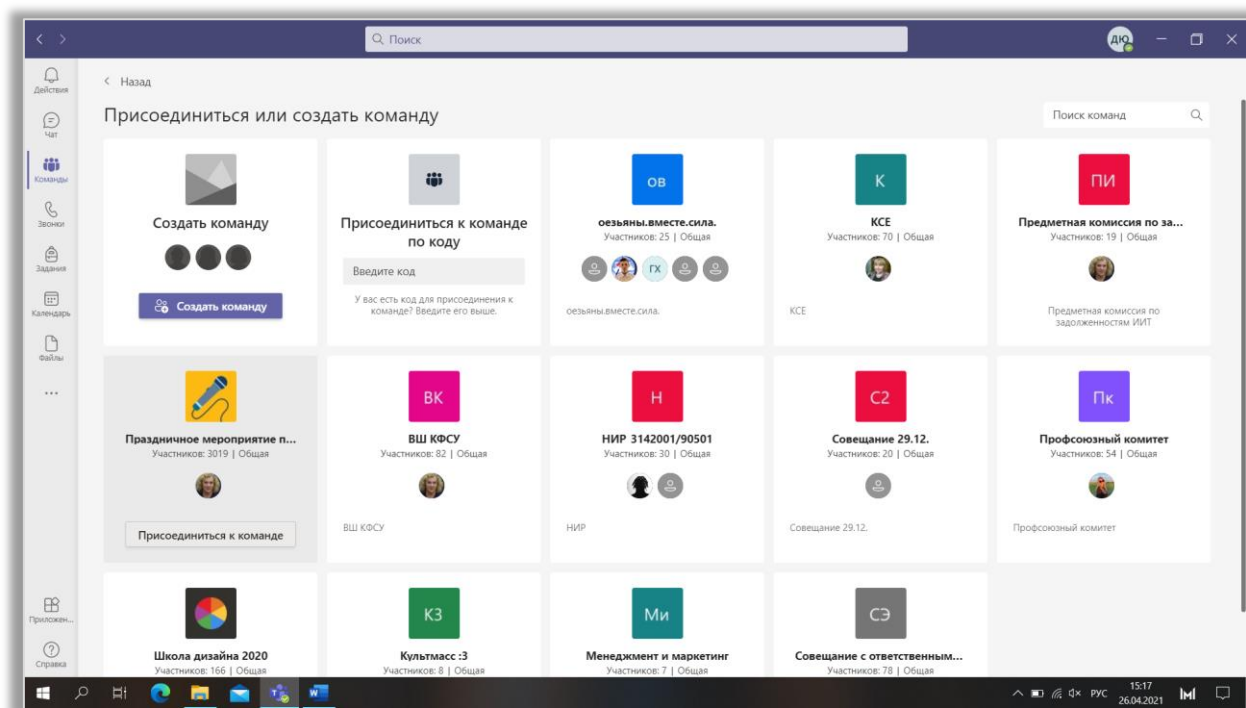 Поиск
ДЮ
Действия
Чат
Команды
Звонки
Задания
Календарь
Файлы
Приложен...
Справка
Назад
Присоединиться или создать команду
Поиск команд
Создать команду
Создать команду
Присоединиться к команде
по коду
Введите код
У вас есть код для присоединения к
команде? Введите его выше.
ов
оезьяны.вместе.сила.
Участников: 25 | Общая
ГХ
оезьяны.вместе.сила.
К
КСЕ
Участников: 70 | Общая
КСЕ
ПИ
Предметная комиссия по за...
Участников: 19 | Общая
Предметная комиссия по
задолженностям ИИТ
Праздничное мероприятие п...
Участников: 3019 | Общая
Присоединиться к команде
ВК
ВШ КФСУ
Участников: 82 | Общая
ВШ КФСУ
Н
НИР 3142001/90501
Участников: 30 | Общая
НИР
С2
Совещание 29.12.
Участников: 20 | Общая
Совещание 29.12.
Пк
Профсоюзный комитет
Участников: 54 | Общая
Профсоюзный комитет
Школа дизайна 2020
Участников: 166 | Общая
К3
Культмасс :3
Участников: 8 | Общая
Ми
Менеджмент и маркетинг
Участников: 7 | Общая
СЭ
Совещание с ответственным...
Участников: 78 | Общая
РУС
15:17
26.04.2021